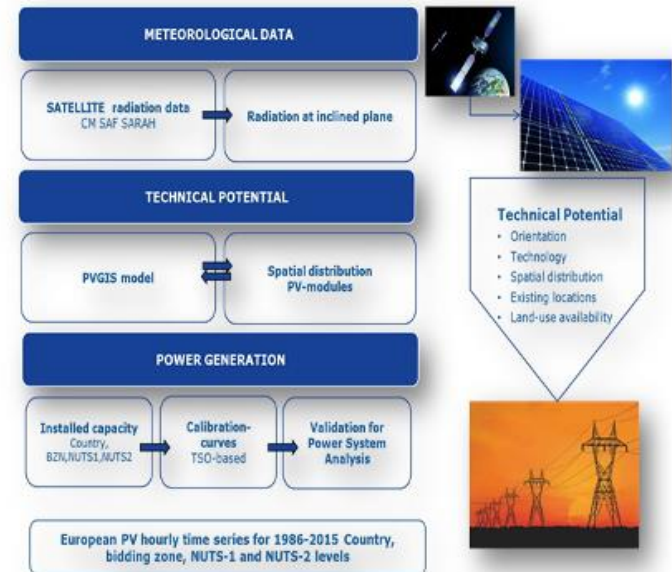 METEOROLOGICAL DATA
SATELLITE radiation data
CM SAF SARAH
Radiation at inclined plane
TECHNICAL POTENTIAL
PVGIS model
Spatial distribution
PV-modules
POWER GENERATION
Installed capacity
Country,
BZN,NUTS1,NUTS2
Calibration-
curves
TSO-based
Validation for
Power System
Analysis
European PV hourly time series for 1986-2015 Country,
bidding zone, NUTS-1 and NUTS-2 levels
Technical Potential
• Orientation
• Technology
• Spatial distribution
• Existing locations
• Land-use availability